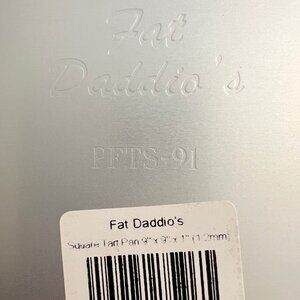 Fat
Daddio's
PFTS-91
Fat Daddio's
Square Tart Pan 9" x 9" x 1" (1.2mm)